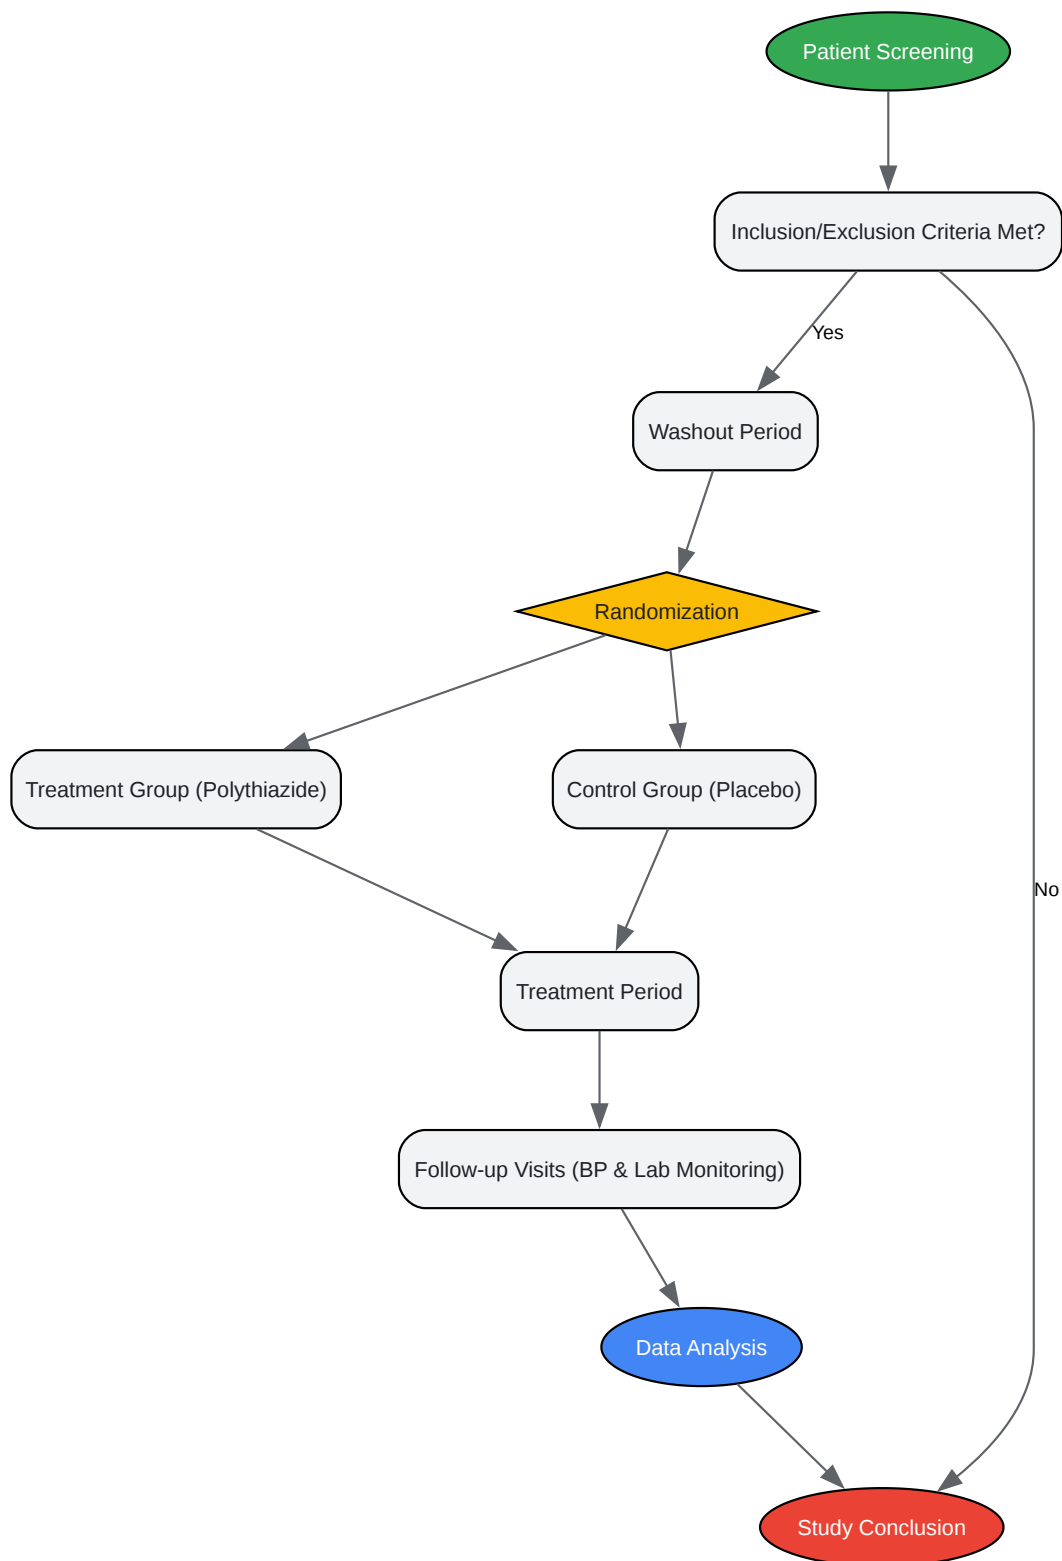 Patient Screening
Inclusion/Exclusion Criteria Met?
Yes
Washout Period
Randomization
Treatment Group (Polythiazide)
Control Group (Placebo)
No
Treatment Period
Follow-up Visits (BP & Lab Monitoring)
Data Analysis
Study Conclusion